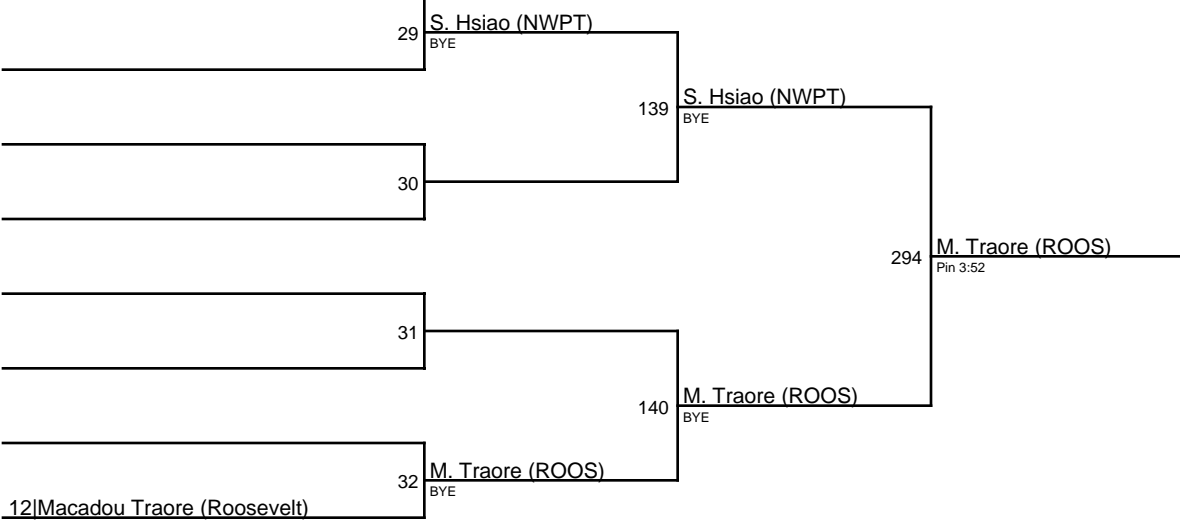 29
S. Hsiao (NWPT)
BYE
139
S. Hsiao (NWPT)
BYE
30
294
M. Traore (ROOS)
Pin 3:52
31
140
M. Traore (ROOS)
BYE
32
M. Traore (ROOS)
BYE
12|Macadou Traore (Roosevelt)